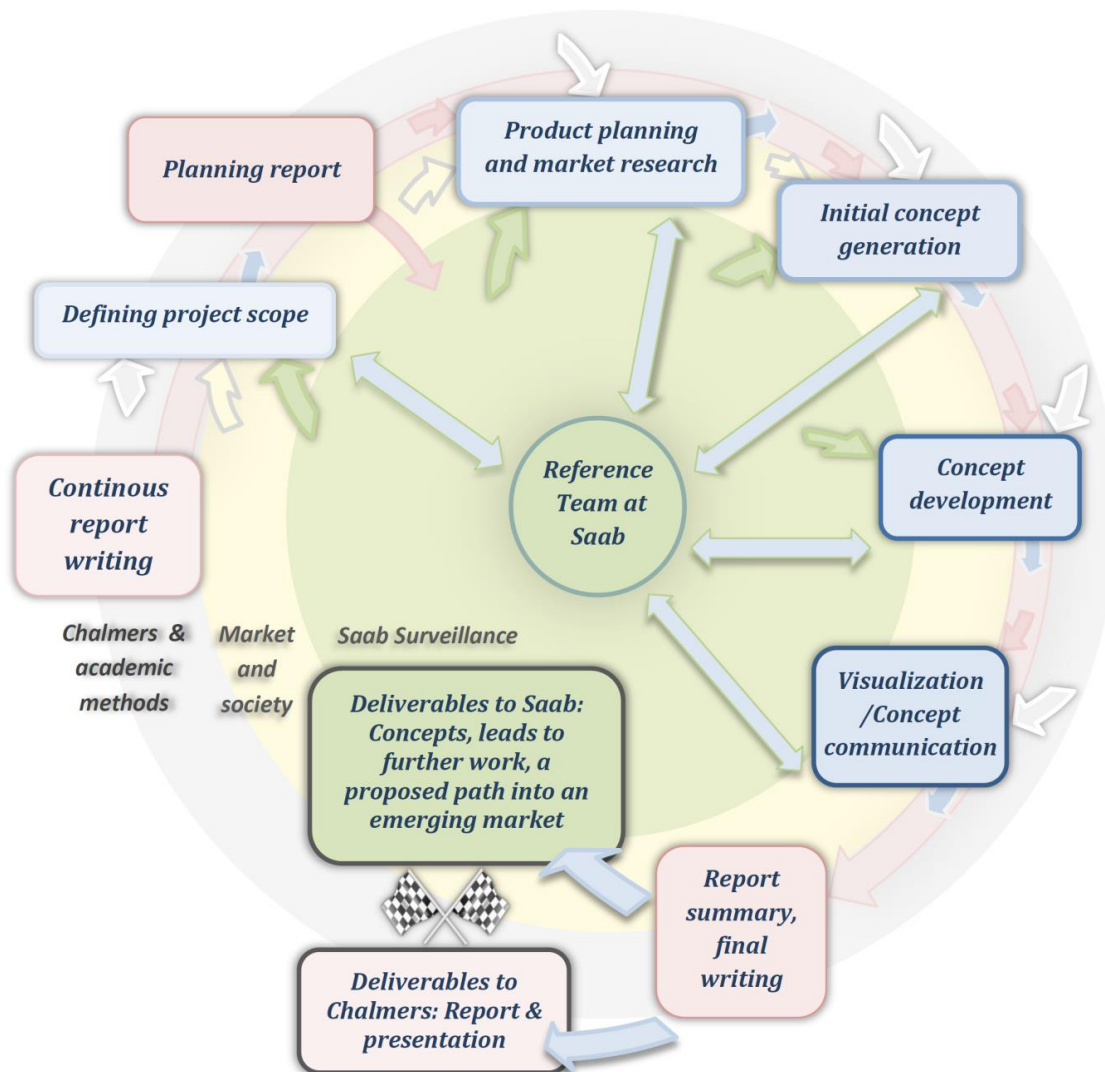 Product planning
and market research
Planning report
Initial concept
generation
Defining project scope
Continous
report
writing
Reference
Team at
Saab
Concept
development
Chalmers &
academic
methods
Market
and
society
Saab Surveillance
Visualization
/Concept
communication
Deliverables to Saab:
Concepts, leads to
further work, a
proposed path into an
emerging market
Report
summary,
final
writing
Deliverables to
Chalmers: Report &
presentation